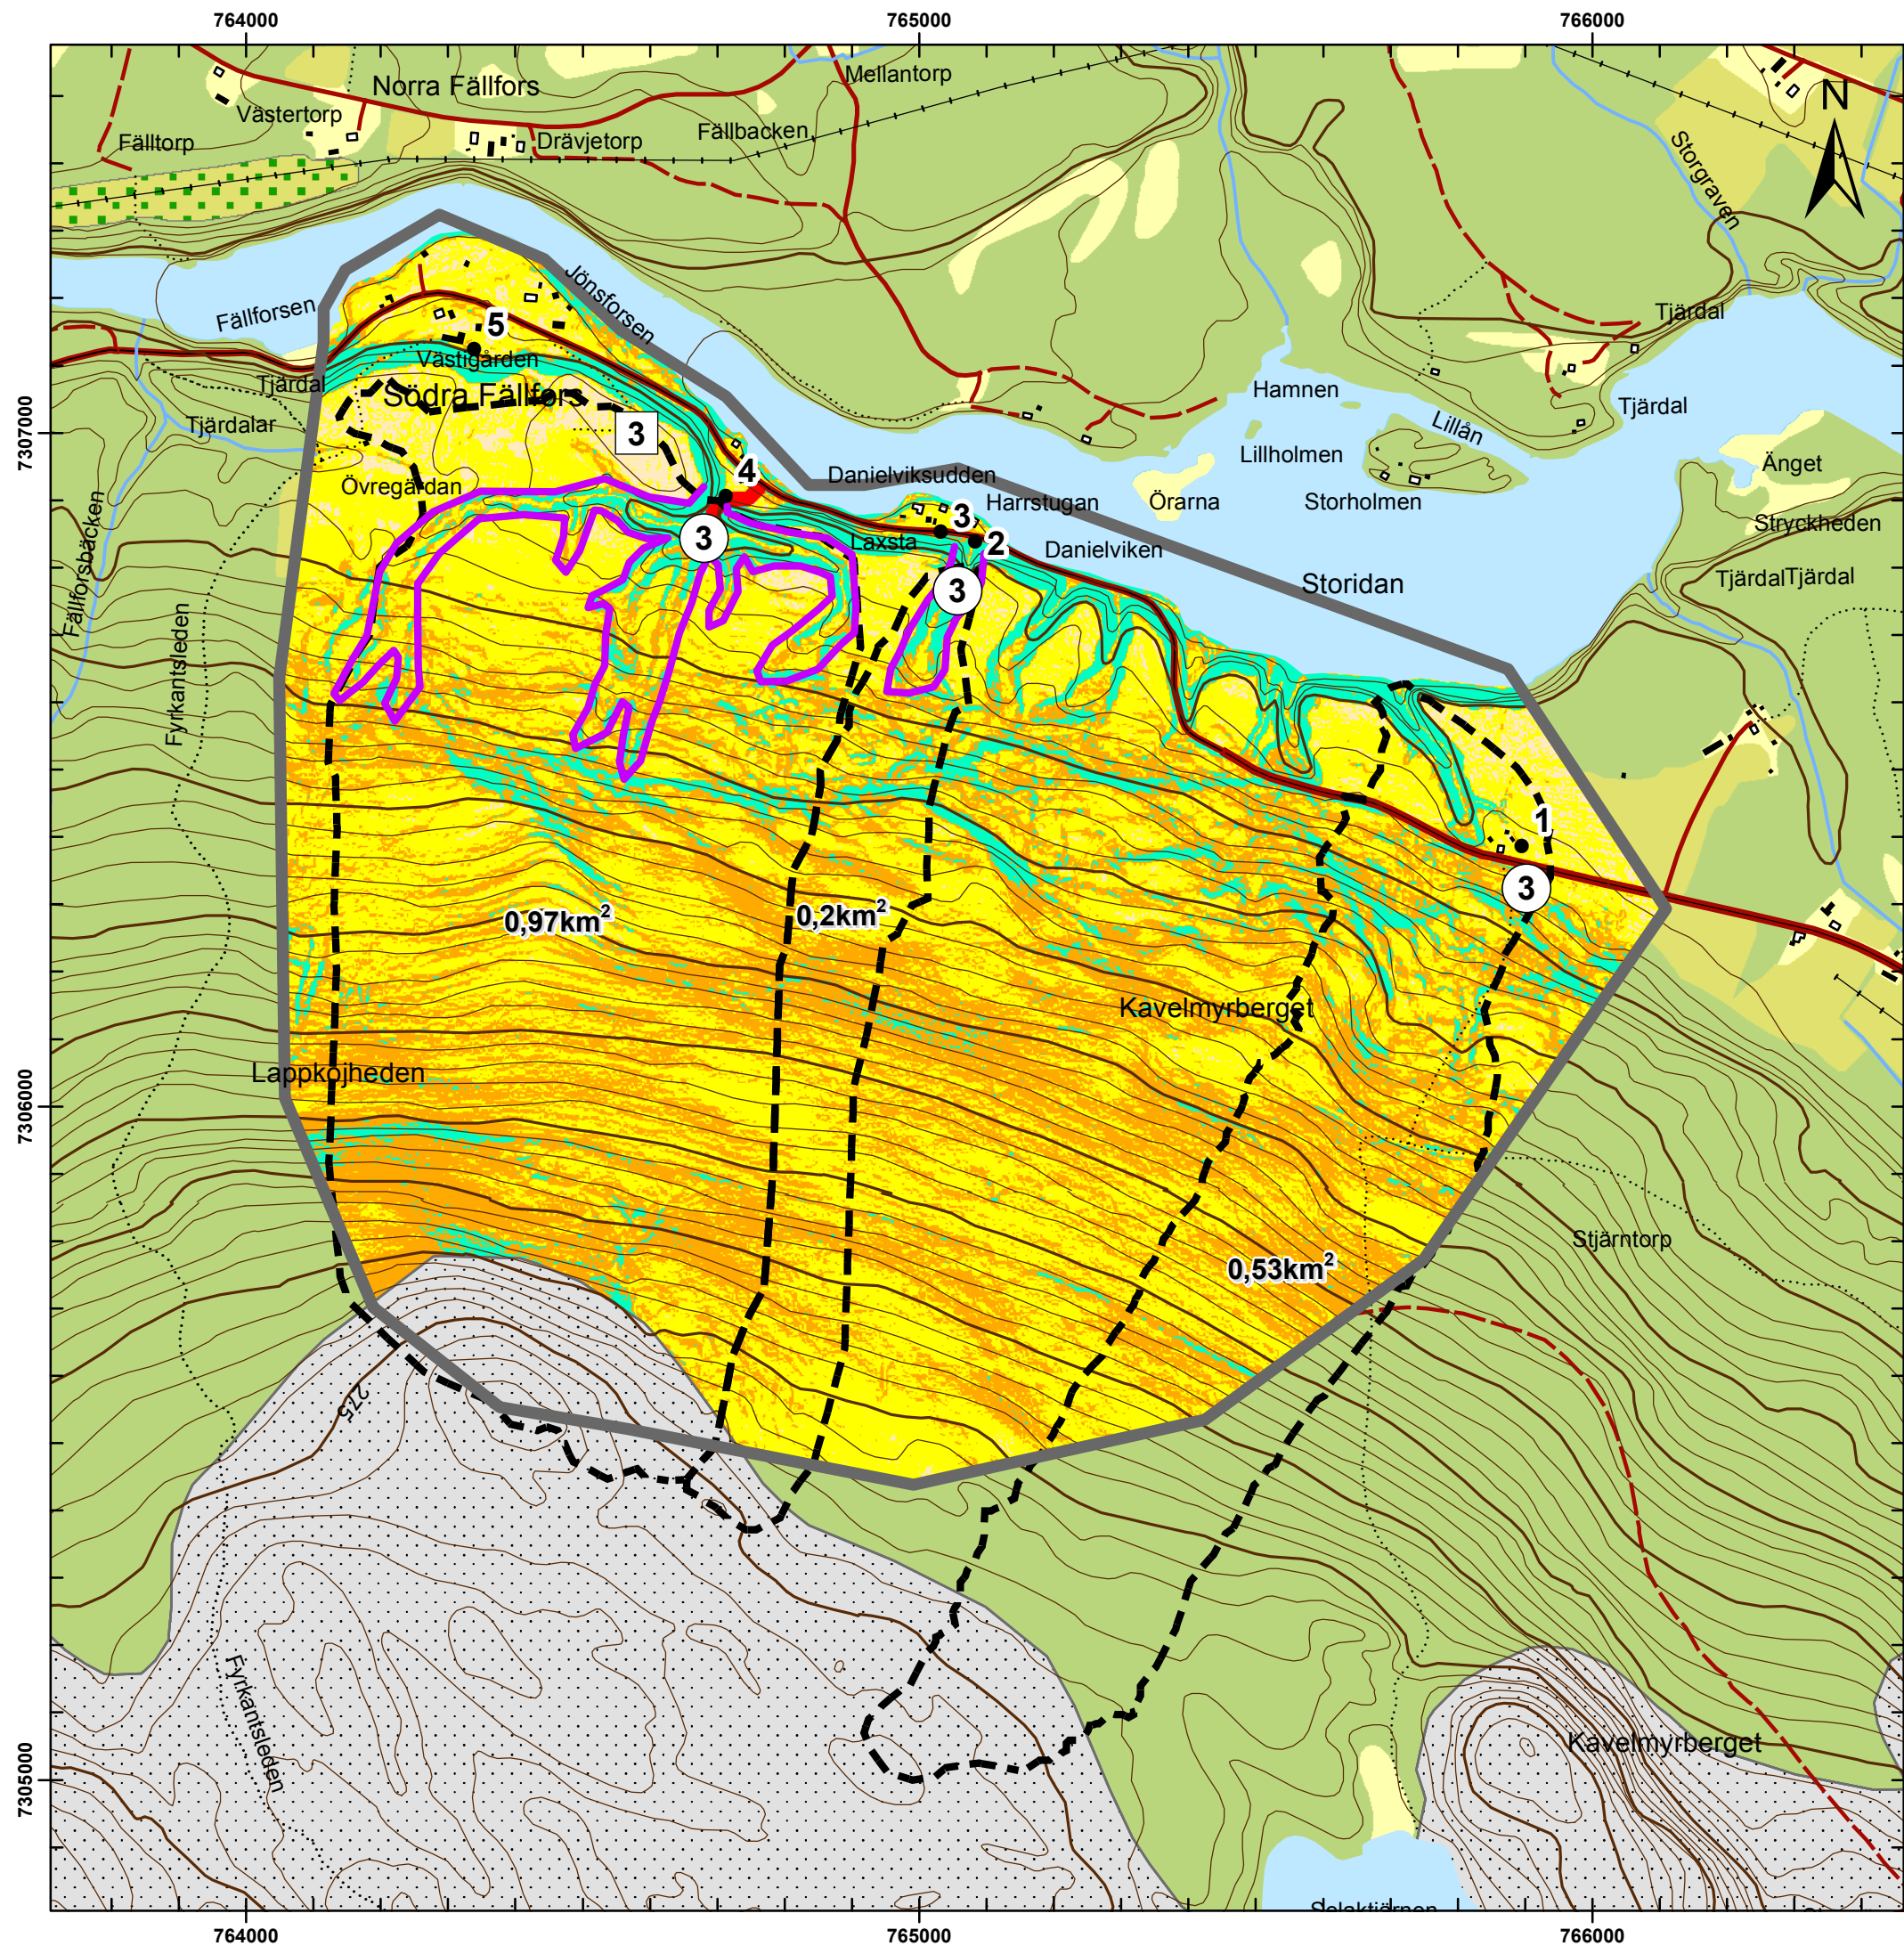 764000
765000
766000
Norra Fällfors
Mellantorp
N
Västertorp
Fällbacken
Drävjetorp
Fälltorp
Storgraven
Jönsforsen
Fällforsen
Tjärdal
5
Västigården
Tjärdal
Södra Fällfors
Hamnen
Tjärdal
7307000
Tjärdalar
3
Lillån
Lillholmen
Änget
4
Danielviksudden
Övregårdan
Harrstugan
Örarna
Storholmen
Stryckheden
3
3
Laxsta
2
Danielviken
Fällforsbäcken
3
Storidan
TjärdalTjärdal
Fyrkantsleden
1
3
0,97km²
0,2km²
Kavelmyrberget
Lappköjheden
7306000
Stjärntorp
0,53km²
275
Fyrkantsleden
Kavelmyrberget
7305000
764000
765000
766000